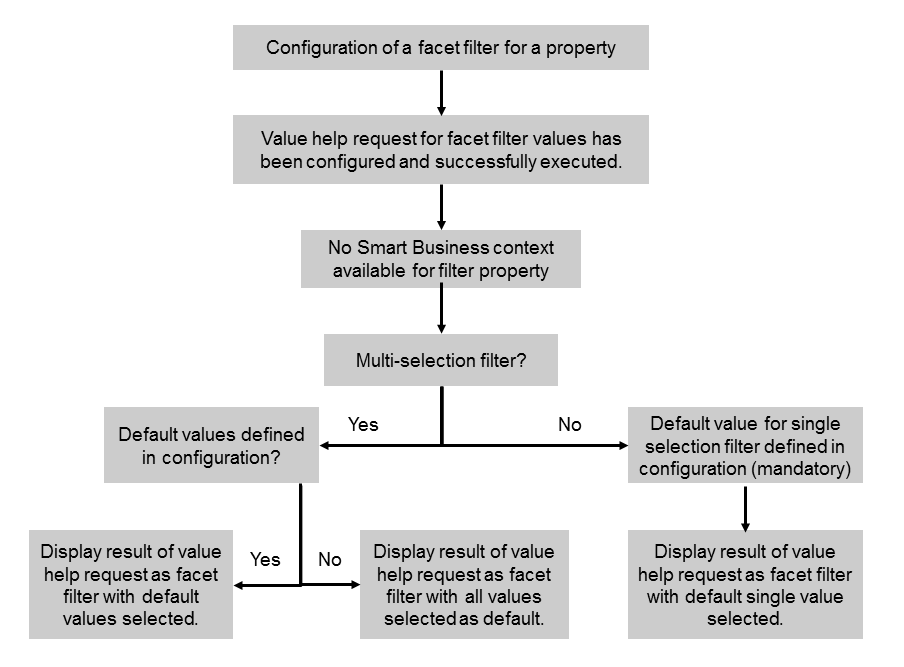 Configuration of a facet filter for a property
Value help request for facet filter values has
been configured and successfully executed.
No Smart Business context
available for filter property
Multi-selection filter?
Yes
No
Default values defined
in configuration?
Default value for single
selection filter defined in
configuration (mandatory)
Yes
No
Display result of value
help request as facet
filter with default
values selected.
Display result of value
help request as facet
filter with all values
selected as default.
Display result of value
help request as facet filter
with default single value
selected.